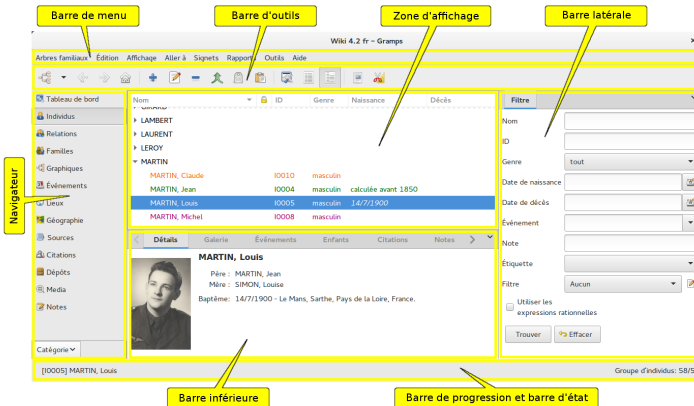 Barre de menu
Barre d'outils
Zone d'affichage
Barre latérale
Wiki 4.2 fr – Gramps
Arbres familiaux Édition Affichage Aller à Signets Rapports Outils Aide
Tableau de bord
Individus
Relations
Familles
Graphiques
Événements
Lieux
Géographie
Sources
Citations
Dépôts
Media
Notes
Catégorie
Navigateur
Nom ID Genre Naissance Décès
GIRARD
LAMBERT
LAURENT
LEROY
MARTIN
MARTIN, Claude I0010 masculin
MARTIN, Jean I0004 masculin calculée avant 1850
MARTIN, Louis I0005 masculin 14/7/1900
MARTIN, Michel I0008 masculin
Détails Galerie Événements Enfants Citations Notes
MARTIN, Louis
Père : MARTIN, Jean
Mère : SIMON, Louise
Baptême: 14/7/1900 - Le Mans, Sarthe, Pays de la Loire, France.
Filtre
Nom
ID
Genre tout
Date de naissance
Date de décès
Événement
Note
Étiquette
Filtre Aucun
Utiliser les
expressions rationnelles
Trouver Effacer
[I0005] MARTIN, Louis
Groupe d'individus: 58/5
Barre inférieure
Barre de progression et barre d'état